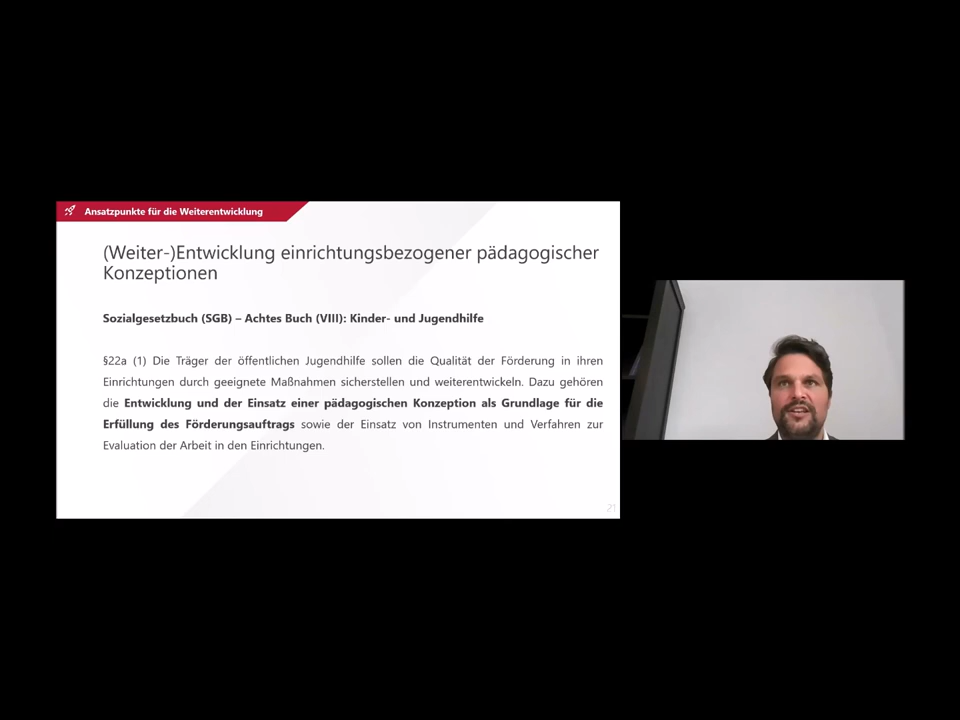 Ansatzpunkte für die Weiterentwicklung
(Weiter-)Entwicklung einrichtungsbezogener pädagogischer
Konzeptionen
Sozialgesetzbuch (SGB) – Achtes Buch (VIII): Kinder- und Jugendhilfe
§22a (1) Die Träger der öffentlichen Jugendhilfe sollen die Qualität der Förderung in ihren
Einrichtungen durch geeignete Maßnahmen sicherstellen und weiterentwickeln. Dazu gehören
die Entwicklung und der Einsatz einer pädagogischen Konzeption als Grundlage für die
Erfüllung des Förderungsauftrags sowie der Einsatz von Instrumenten und Verfahren zur
Evaluation der Arbeit in den Einrichtungen.
21